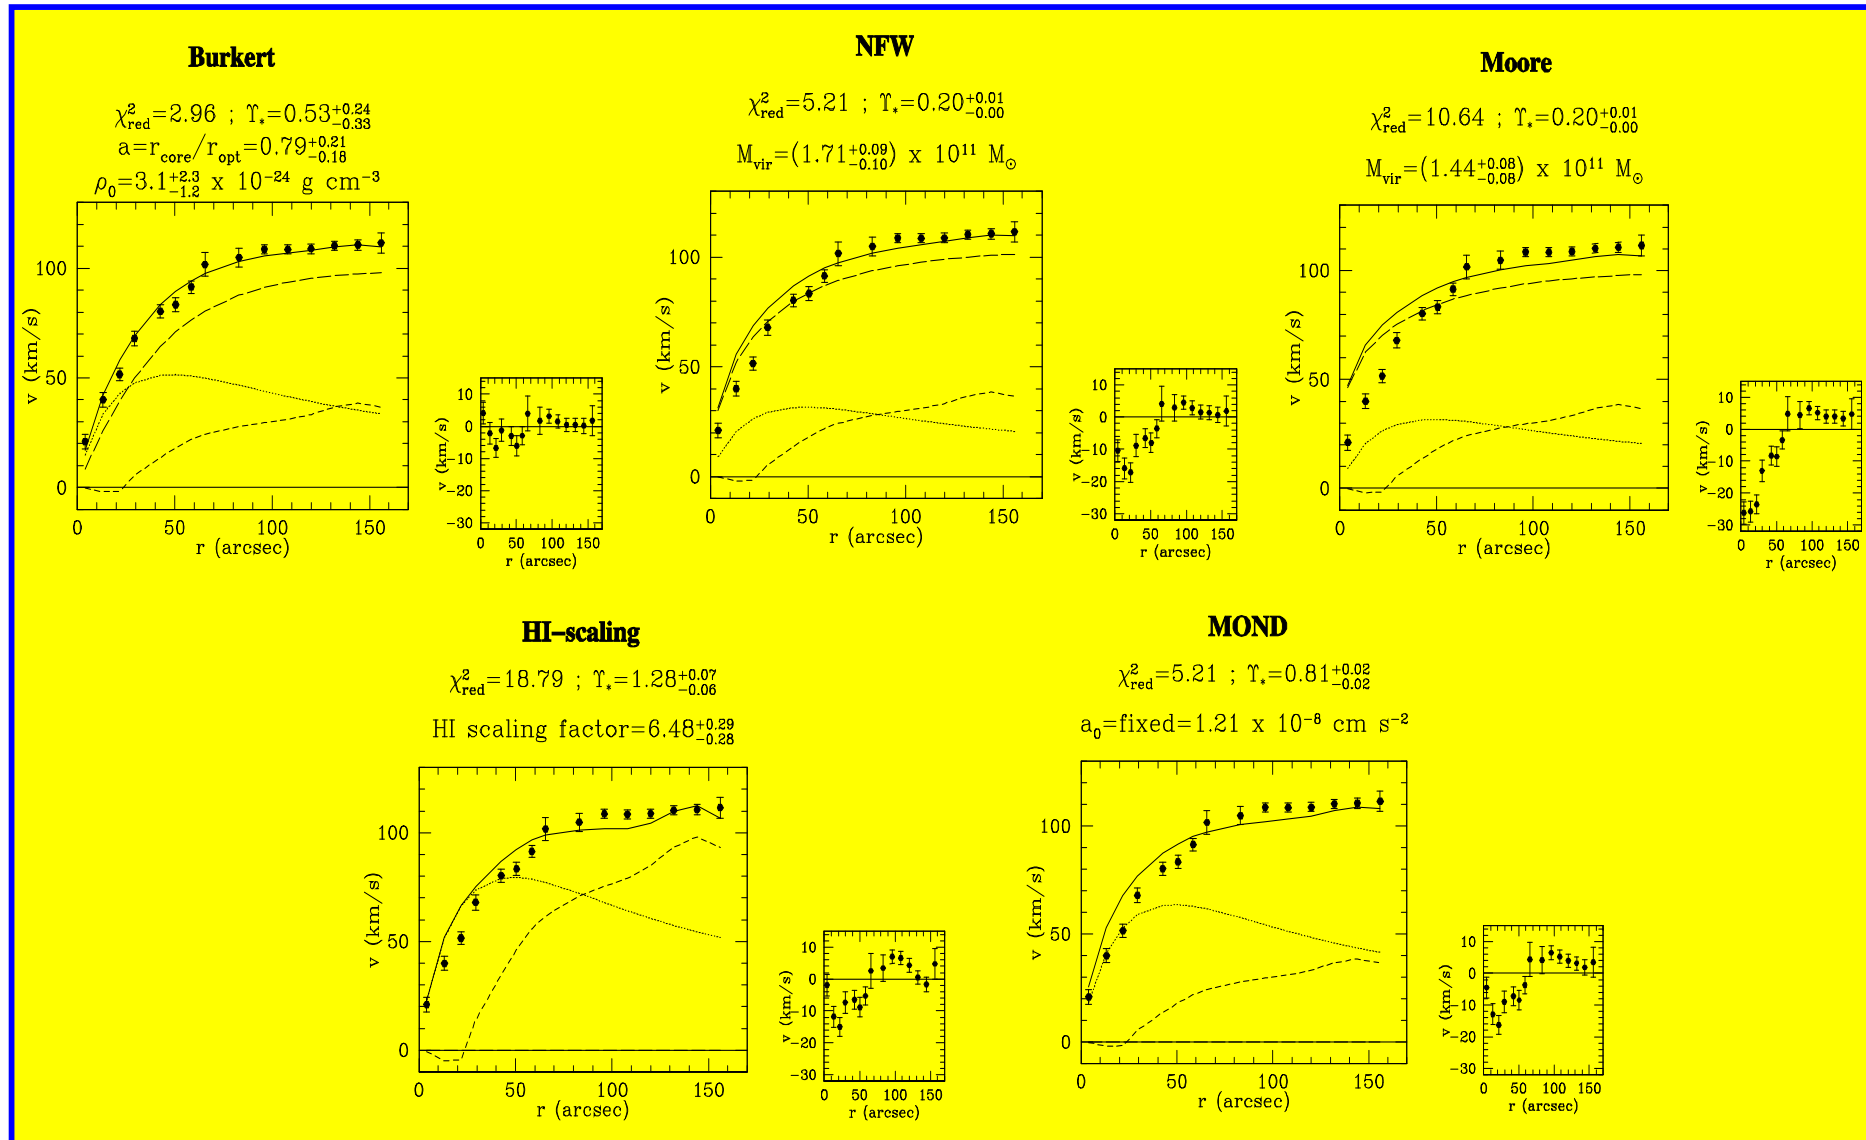 Burkert
χ²red=2.96 ; ϒ*=0.53+0.24−0.33
a=rcore/ropt=0.79+0.21−0.18
ρ0=3.1+2.3−1.2 x 10−24 g cm−3
v (km/s)
100
50
0
0 50 100 150
r (arcsec)
v (km/s)
10
0
−10
−20
−30
0 50 100 150
r (arcsec)
NFW
χ²red=5.21 ; ϒ*=0.20+0.01−0.00
Mvir=(1.71+0.09−0.10) x 10¹¹ M⊙
v (km/s)
100
50
0
0 50 100 150
r (arcsec)
v (km/s)
10
0
−10
−20
−30
0 50 100 150
r (arcsec)
Moore
χ²red=10.64 ; ϒ*=0.20+0.01−0.00
Mvir=(1.44+0.08−0.08) x 10¹¹ M⊙
v (km/s)
100
50
0
0 50 100 150
r (arcsec)
v (km/s)
10
0
−10
−20
−30
0 50 100 150
r (arcsec)
HI−scaling
χ²red=18.79 ; ϒ*=1.28+0.07−0.06
HI scaling factor=6.48+0.29−0.28
v (km/s)
100
50
0
0 50 100 150
r (arcsec)
v (km/s)
10
0
−10
−20
−30
0 50 100 150
r (arcsec)
MOND
χ²red=5.21 ; ϒ*=0.81+0.02−0.02
a0=fixed=1.21 x 10−8 cm s−2
v (km/s)
100
50
0
0 50 100 150
r (arcsec)
v (km/s)
10
0
−10
−20
−30
0 50 100 150
r (arcsec)